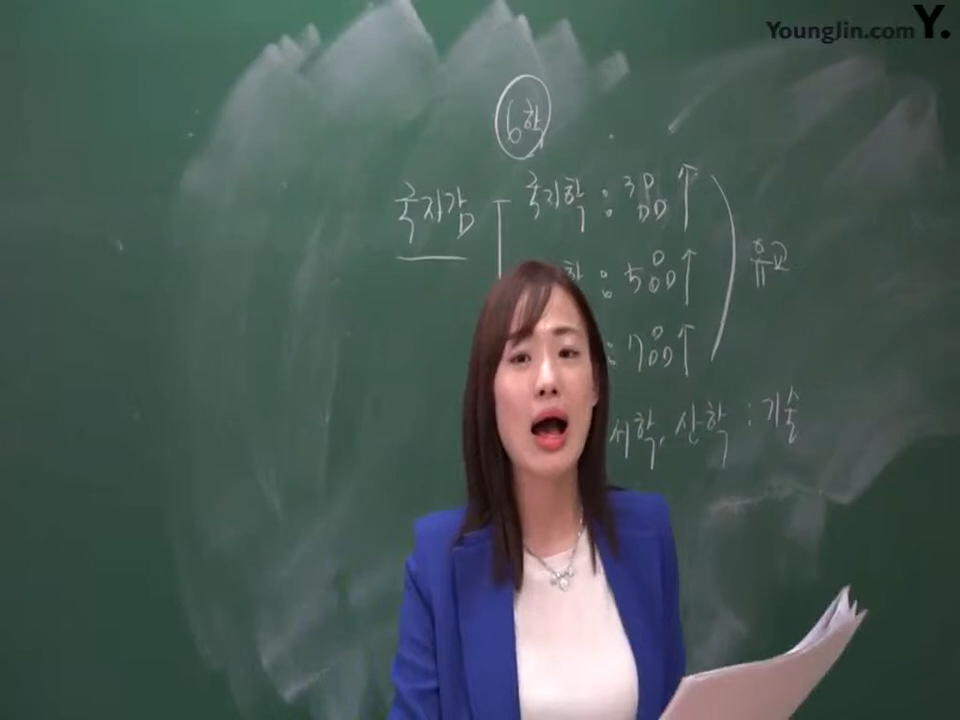 YoungJin.com Y.
6학
국자감 국자학 : 3품↑
학 : 5품↑ 유교
: 7품↑
서학, 산학 : 기술